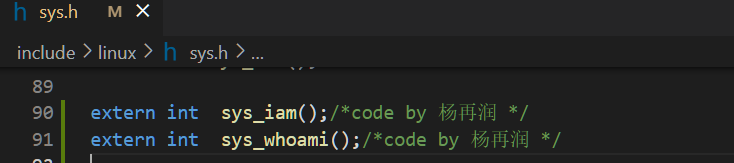 sys.h M
include > linux > sys.h > ...
89
90 extern int  sys_iam();/*code by 杨再润 */
91 extern int  sys_whoami();/*code by 杨再润 */